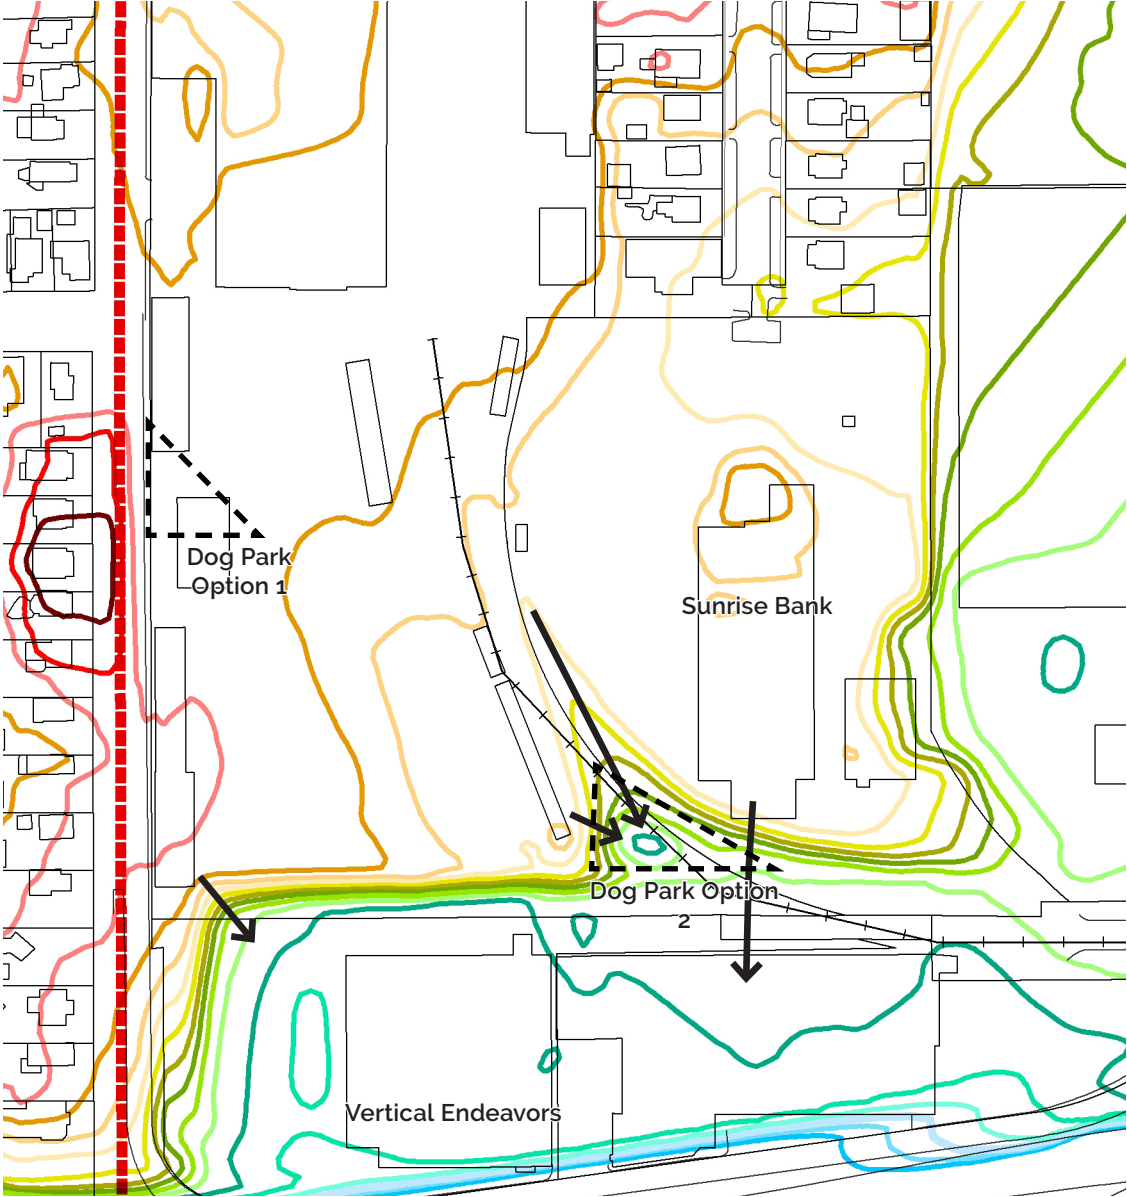 Dog Park
Option 1
Sunrise Bank
Dog Park Option
2
Vertical Endeavors